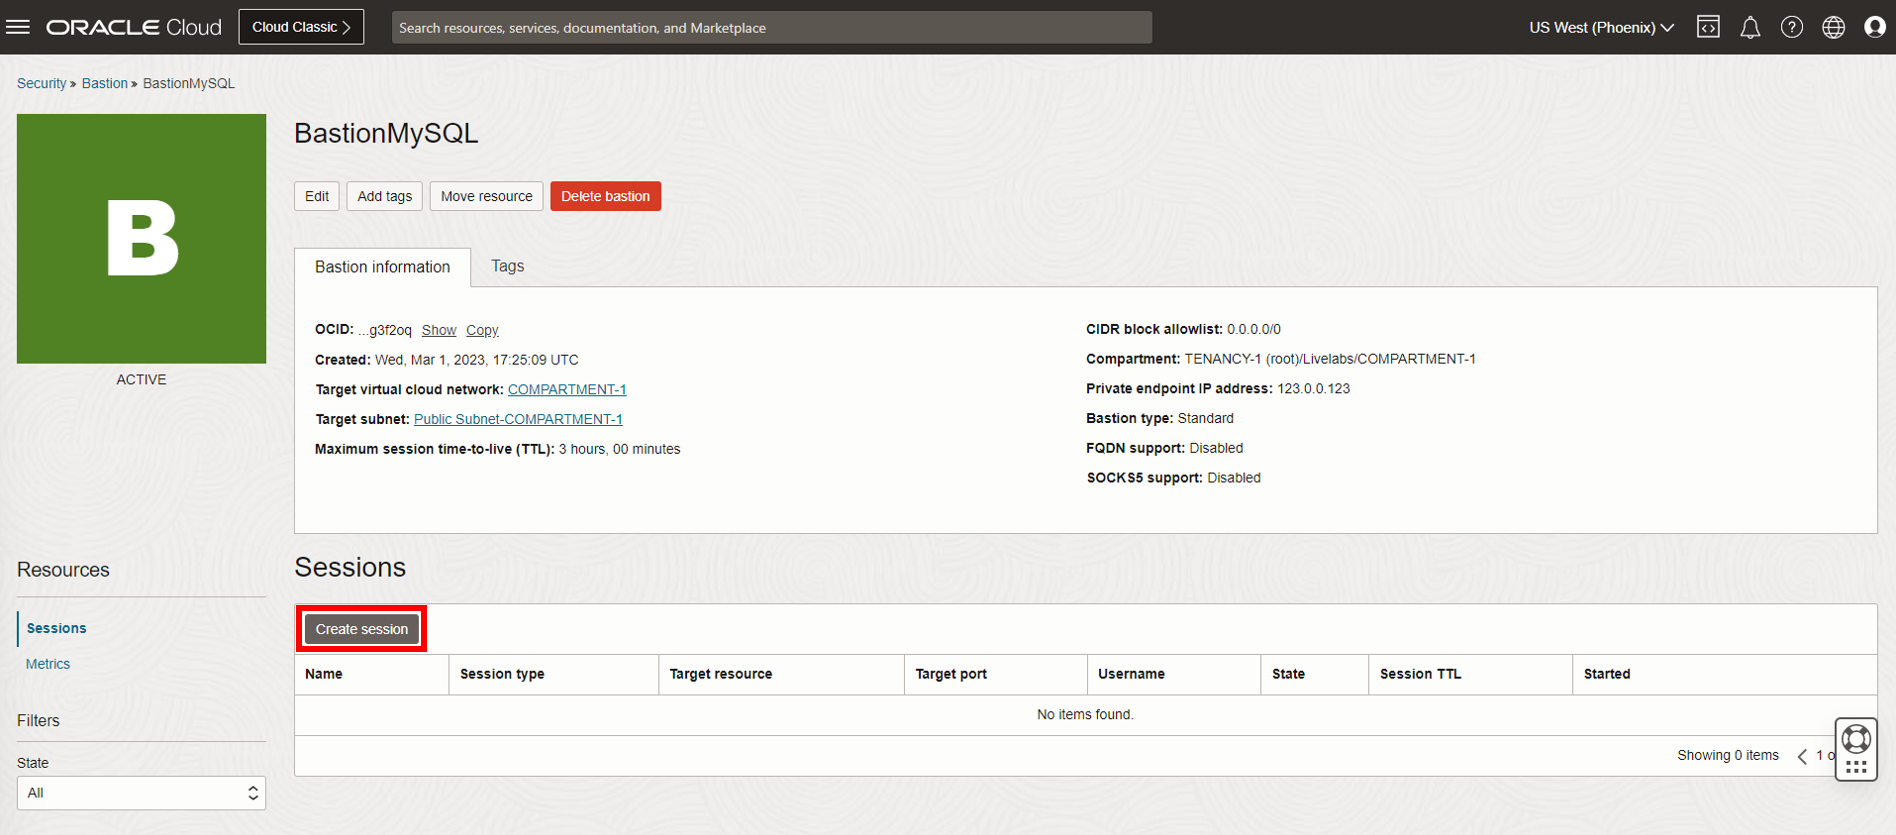 ORACLE Cloud
Cloud Classic
Search resources, services, documentation, and Marketplace
US West (Phoenix)
Security » Bastion » BastionMySQL
B
ACTIVE
BastionMySQL
Edit
Add tags
Move resource
Delete bastion
Bastion information
Tags
OCID: ...g3f2oq Show Copy
Created: Wed, Mar 1, 2023, 17:25:09 UTC
Target virtual cloud network: COMPARTMENT-1
Target subnet: Public Subnet-COMPARTMENT-1
Maximum session time-to-live (TTL): 3 hours, 00 minutes
CIDR block allowlist: 0.0.0.0/0
Compartment: TENANCY-1 (root)/Livelabs/COMPARTMENT-1
Private endpoint IP address: 123.0.0.123
Bastion type: Standard
FQDN support: Disabled
SOCKS5 support: Disabled
Resources
Sessions
Metrics
Filters
State
All
Sessions
Create session
Name Session type Target resource Target port Username State Session TTL Started
No items found.
Showing 0 items 1